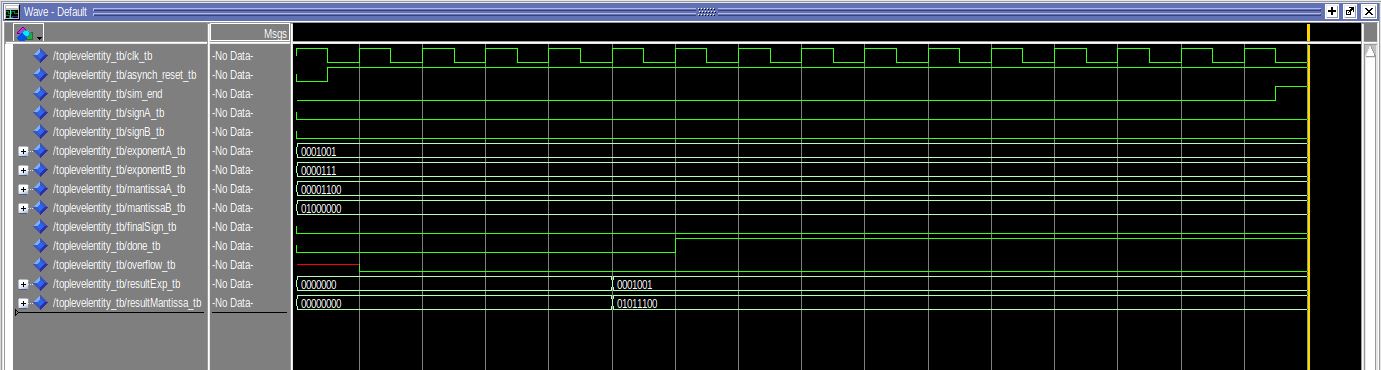 Wave - Default
Msgs
/toplevelentity_tb/clk_tb -No Data-
/toplevelentity_tb/asynch_reset_tb -No Data-
/toplevelentity_tb/sim_end -No Data-
/toplevelentity_tb/signA_tb -No Data-
/toplevelentity_tb/signB_tb -No Data-
/toplevelentity_tb/exponentA_tb -No Data- 0001001
/toplevelentity_tb/exponentB_tb -No Data- 0000111
/toplevelentity_tb/mantissaA_tb -No Data- 00001100
/toplevelentity_tb/mantissaB_tb -No Data- 01000000
/toplevelentity_tb/finalSign_tb -No Data-
/toplevelentity_tb/done_tb -No Data-
/toplevelentity_tb/overflow_tb -No Data-
/toplevelentity_tb/resultExp_tb -No Data- 0000000 0001001
/toplevelentity_tb/resultMantissa_tb -No Data- 00000000 01011100